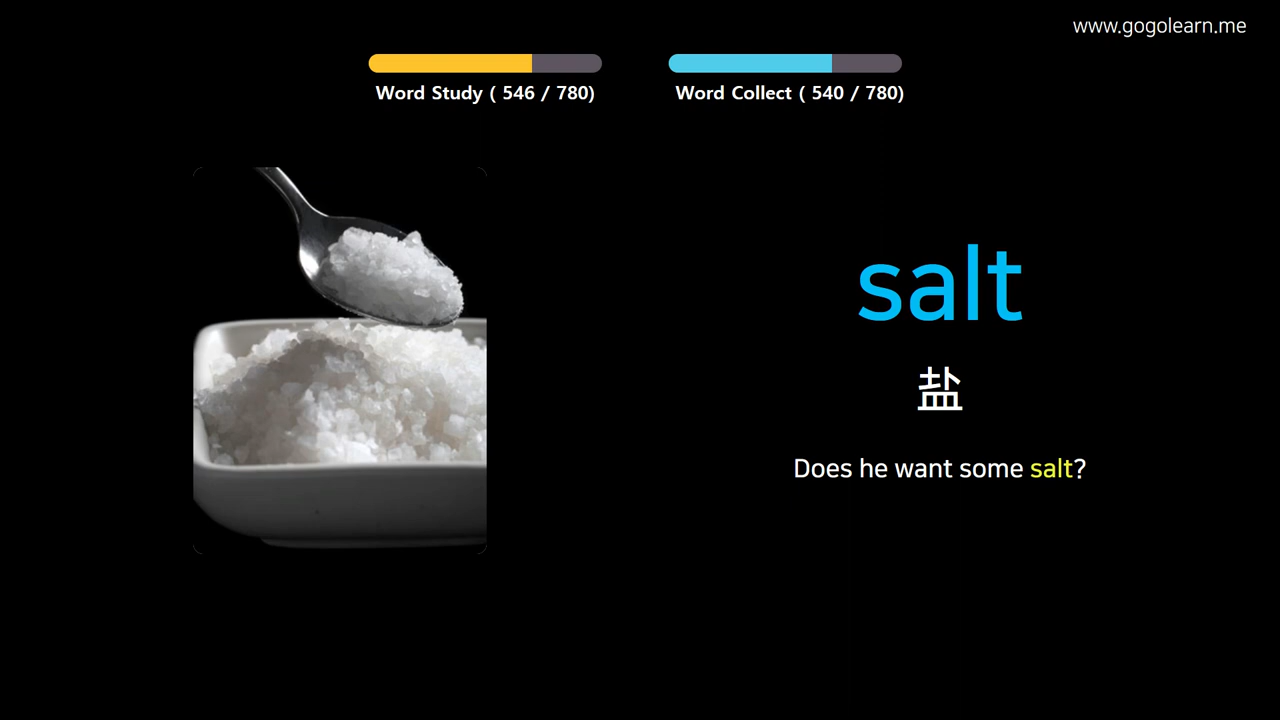 www.gogolearn.me
Word Study ( 546 / 780)
Word Collect ( 540 / 780)
salt
盐
Does he want some salt?